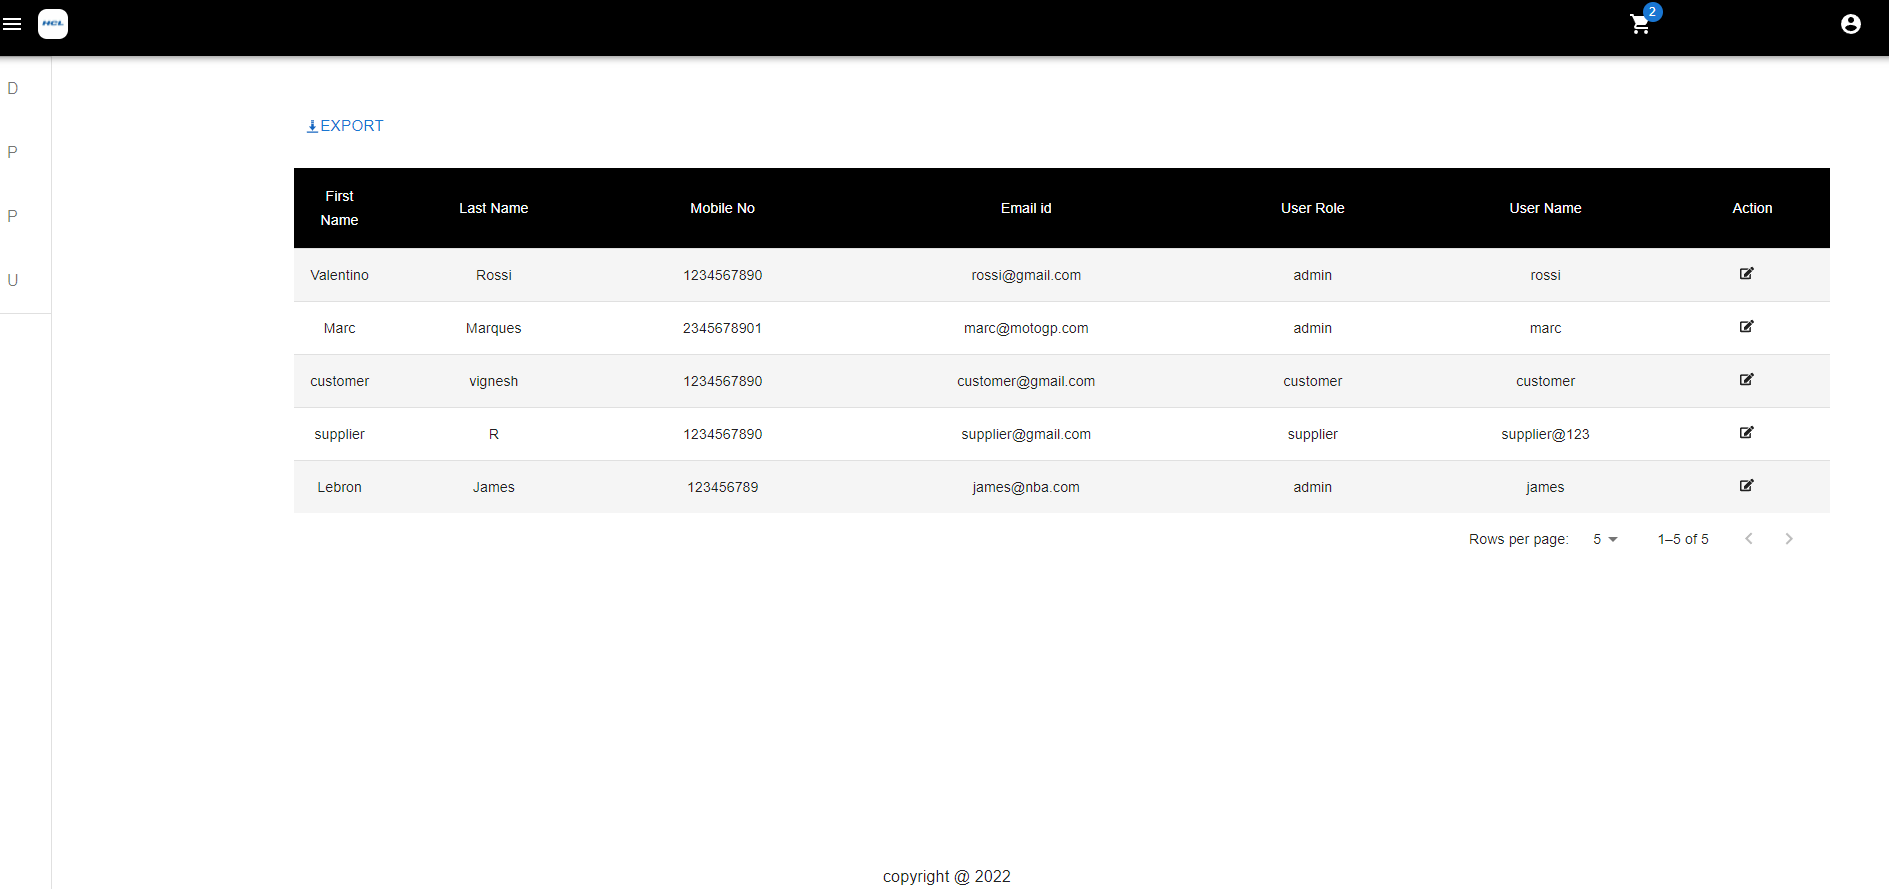 HCL
2
D
P
P
U
EXPORT
First Name Last Name Mobile No Email id User Role User Name Action
Valentino Rossi 1234567890 rossi@gmail.com admin rossi
Marc Marques 2345678901 marc@motogp.com admin marc
customer vignesh 1234567890 customer@gmail.com customer customer
supplier R 1234567890 supplier@gmail.com supplier supplier@123
Lebron James 123456789 james@nba.com admin james
Rows per page: 5 1–5 of 5
copyright @ 2022